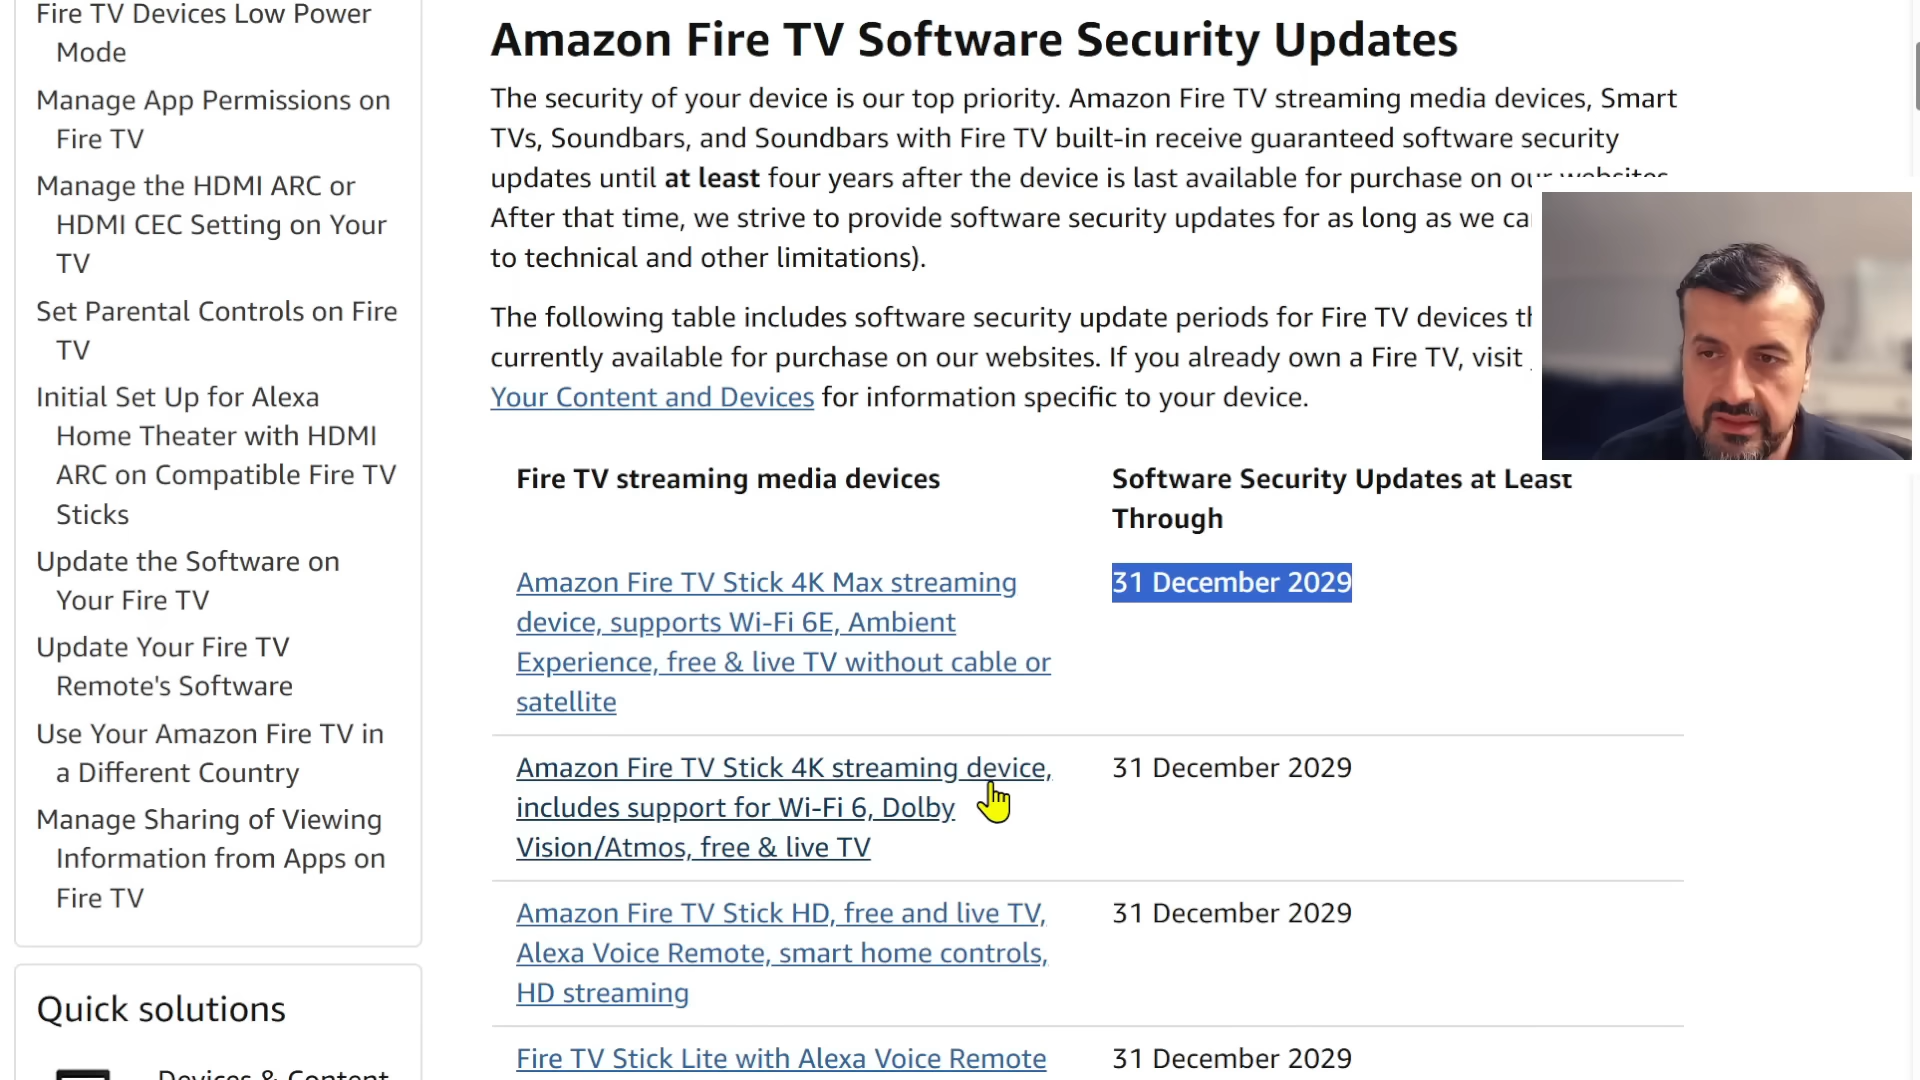 Fire TV Devices Low Power
Mode
Manage App Permissions on
Fire TV
Manage the HDMI ARC or
HDMI CEC Setting on Your
TV
Set Parental Controls on Fire
TV
Initial Set Up for Alexa
Home Theater with HDMI
ARC on Compatible Fire TV
Sticks
Update the Software on
Your Fire TV
Update Your Fire TV
Remote's Software
Use Your Amazon Fire TV in
a Different Country
Manage Sharing of Viewing
Information from Apps on
Fire TV
Quick solutions
Devices & Content
Amazon Fire TV Software Security Updates
The security of your device is our top priority. Amazon Fire TV streaming media devices, Smart
TVs, Soundbars, and Soundbars with Fire TV built-in receive guaranteed software security
updates until at least four years after the device is last available for purchase on our websites.
After that time, we strive to provide software security updates for as long as we
to technical and other limitations).
The following table includes software security update periods for Fire TV devices
currently available for purchase on our websites. If you already own a Fire TV, visit
Your Content and Devices for information specific to your device.
Fire TV streaming media devices
Software Security Updates at Least
Through
Amazon Fire TV Stick 4K Max streaming
device, supports Wi-Fi 6E, Ambient
Experience, free & live TV without cable or
satellite
31 December 2029
Amazon Fire TV Stick 4K streaming device,
includes support for Wi-Fi 6, Dolby
Vision/Atmos, free & live TV
31 December 2029
Amazon Fire TV Stick HD, free and live TV,
Alexa Voice Remote, smart home controls,
HD streaming
31 December 2029
Fire TV Stick Lite with Alexa Voice Remote
31 December 2029